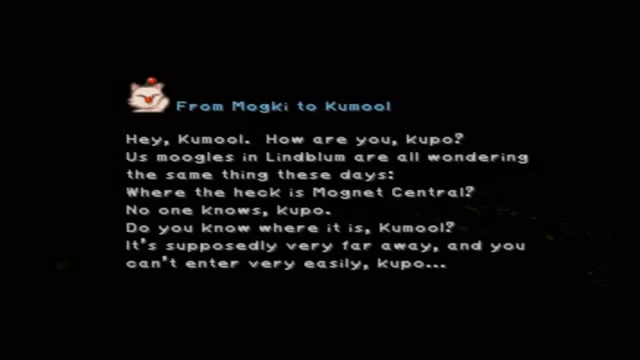 From Mogki to Kumool
Hey, Kumool. How are you, kupo?
Us moogles in Lindblum are all wondering
the same thing these days:
Where the heck is Mognet Central?
No one knows, kupo.
Do you know where it is, Kumool?
It's supposedly very far away, and you
can't enter very easily, kupo...